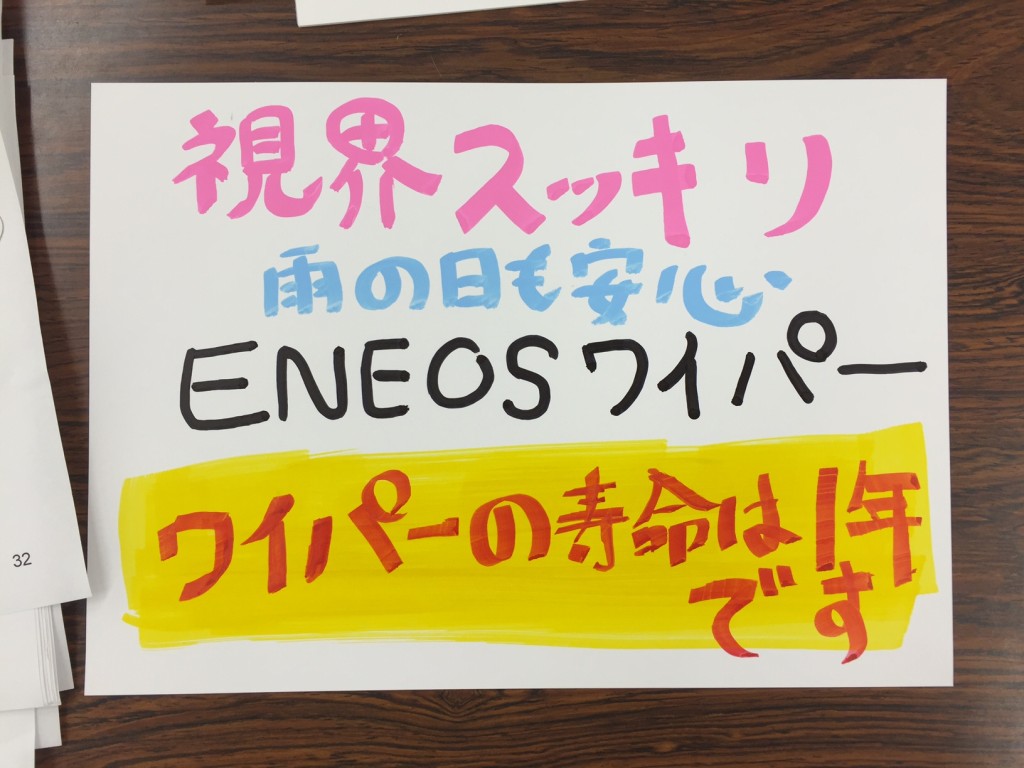 視界スッキリ
雨の日も安心
ENEOSワイパー
ワイパーの寿命は1年
です
32